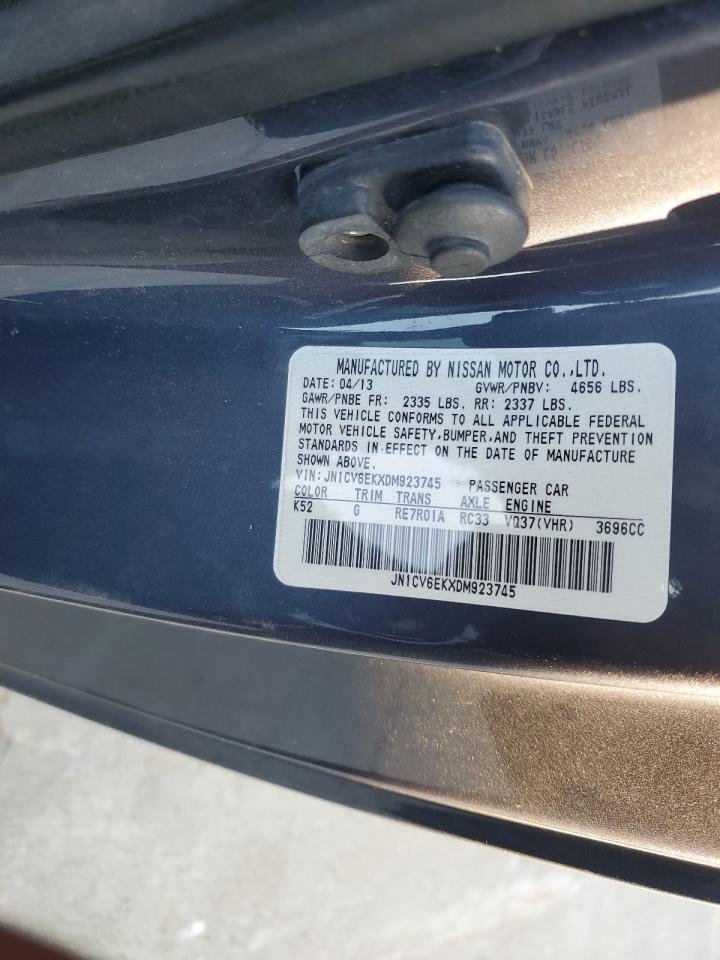 MANUFACTURED BY NISSAN MOTOR CO.,LTD.
DATE: 04/13 GVWR/PNBV: 4656 LBS.
GAWR/PNBE FR: 2335 LBS. RR: 2337 LBS.
THIS VEHICLE CONFORMS TO ALL APPLICABLE FEDERAL
MOTOR VEHICLE SAFETY,BUMPER,AND THEFT PREVENTION
STANDARDS IN EFFECT ON THE DATE OF MANUFACTURE
SHOWN ABOVE.
VIN:JN1CV6EKXDM923745 PASSENGER CAR
COLOR TRIM TRANS AXLE ENGINE
K52 G RE7R01A RC33 VQ37(VHR) 3696CC
JN1CV6EKXDM923745